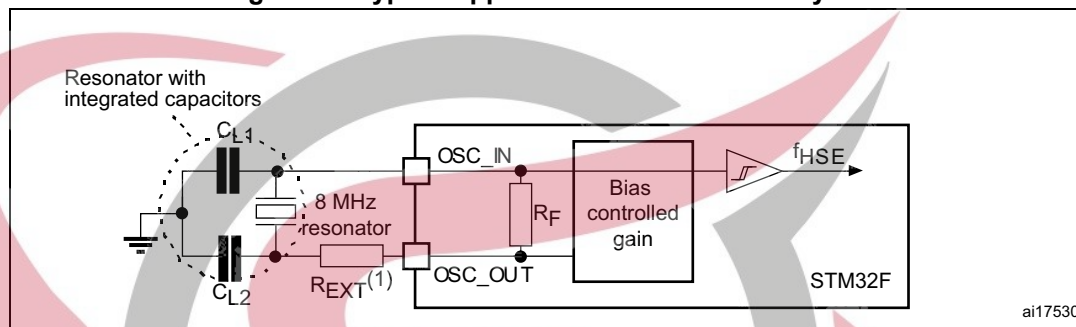 Resonator with
integrated capacitors
CL1
OSC_IN
fHSE
8 MHz
resonator
RF
Bias
controlled
gain
REXT(1)
OSC_OUT
STM32F
CL2
ai17530